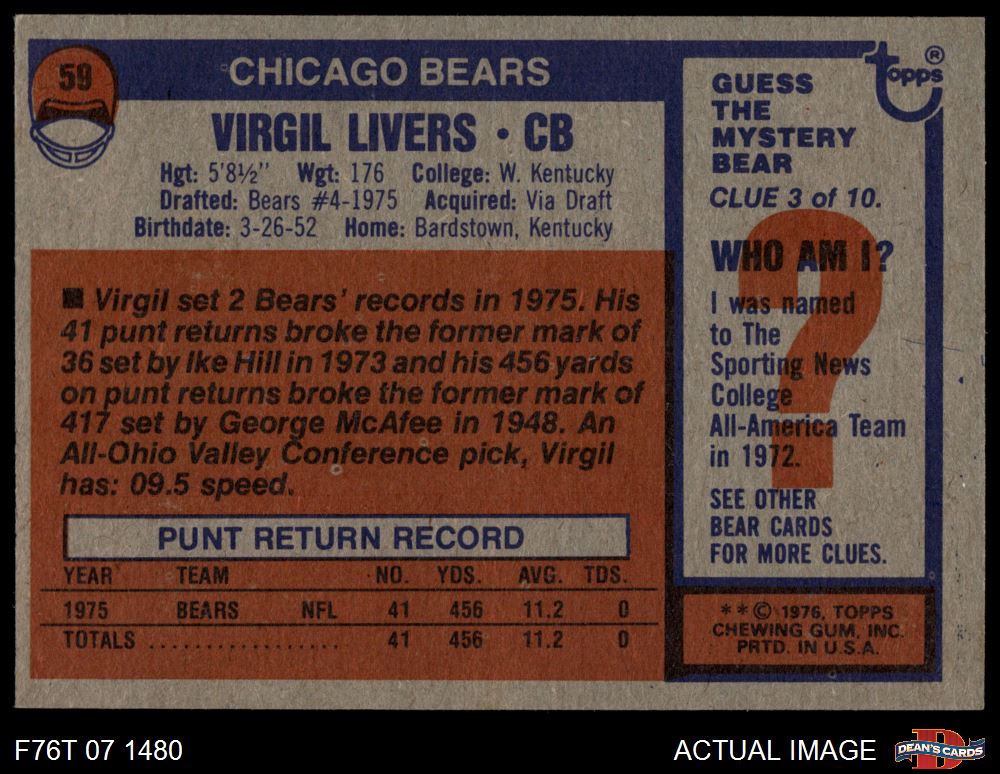 59
CHICAGO BEARS
VIRGIL LIVERS • CB
Hgt: 5'8½" Wgt: 176 College: W. Kentucky
Drafted: Bears #4-1975 Acquired: Via Draft
Birthdate: 3-26-52 Home: Bardstown, Kentucky
■ Virgil set 2 Bears' records in 1975. His
41 punt returns broke the former mark of
36 set by Ike Hill in 1973 and his 456 yards
on punt returns broke the former mark of
417 set by George McAfee in 1948. An
All-Ohio Valley Conference pick, Virgil
has: 09.5 speed.
PUNT RETURN RECORD
YEAR TEAM NO. YDS. AVG. TDS.
1975 BEARS NFL 41 456 11.2 0
TOTALS ................. 41 456 11.2 0
topps ®
GUESS
THE
MYSTERY
BEAR
CLUE 3 of 10.
WHO AM I?
I was named
to The
Sporting News
College
All-America Team
in 1972.
SEE OTHER
BEAR CARDS
FOR MORE CLUES.
* * © 1976, TOPPS
CHEWING GUM, INC.
PRTD. IN U.S.A.
F76T 07 1480
ACTUAL IMAGE
D
DEAN'S CARDS